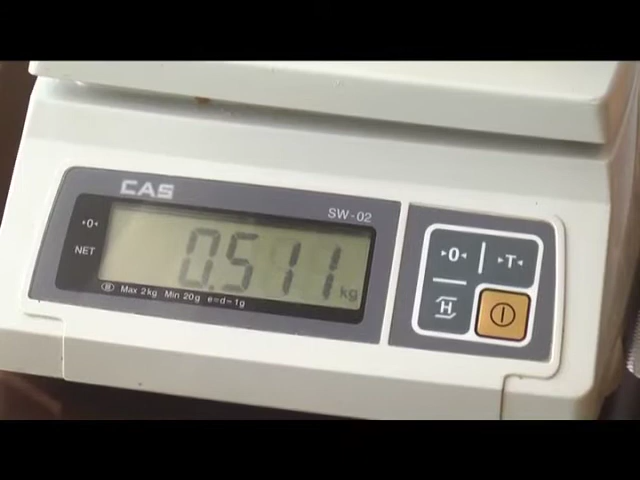 CAS
SW-02
▸0◂
NET
0.511 kg
Ⓗ Max 2kg Min 20g e=d=1g
▸0◂ ▸T◂
H